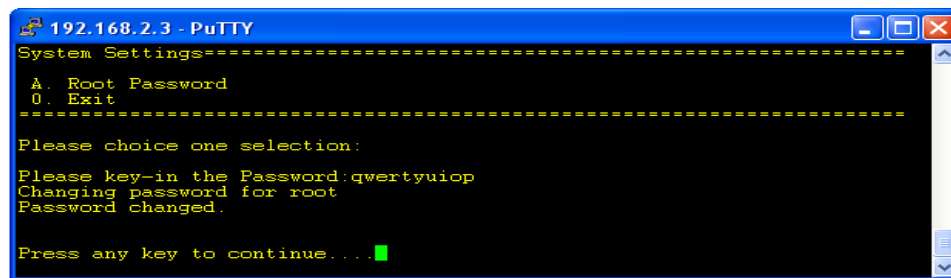 192.168.2.3 - PuTTY
System Settings=========================================================
A. Root Password
0. Exit
========================================================================
Please choice one selection:
Please key-in the Password:qwertyuiop
Changing password for root
Password changed.
Press any key to continue....